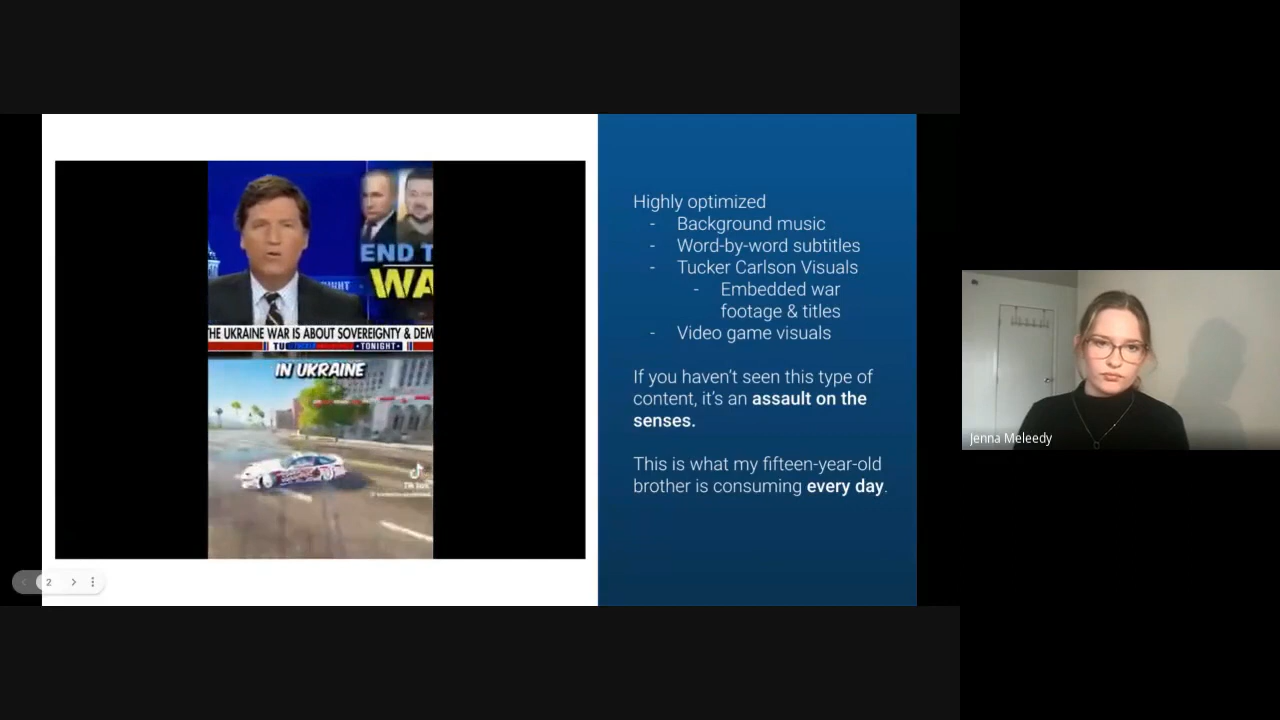 END T
WA
NIGHT
THE UKRAINE WAR IS ABOUT SOVEREIGNTY & DEM
TU
TONIGHT
IN UKRAINE
Highly optimized
- Background music
- Word-by-word subtitles
- Tucker Carlson Visuals
- Embedded war
footage & titles
- Video game visuals
If you haven't seen this type of
content, it's an assault on the
senses.
This is what my fifteen-year-old
brother is consuming every day.
Jenna Meleedy
2